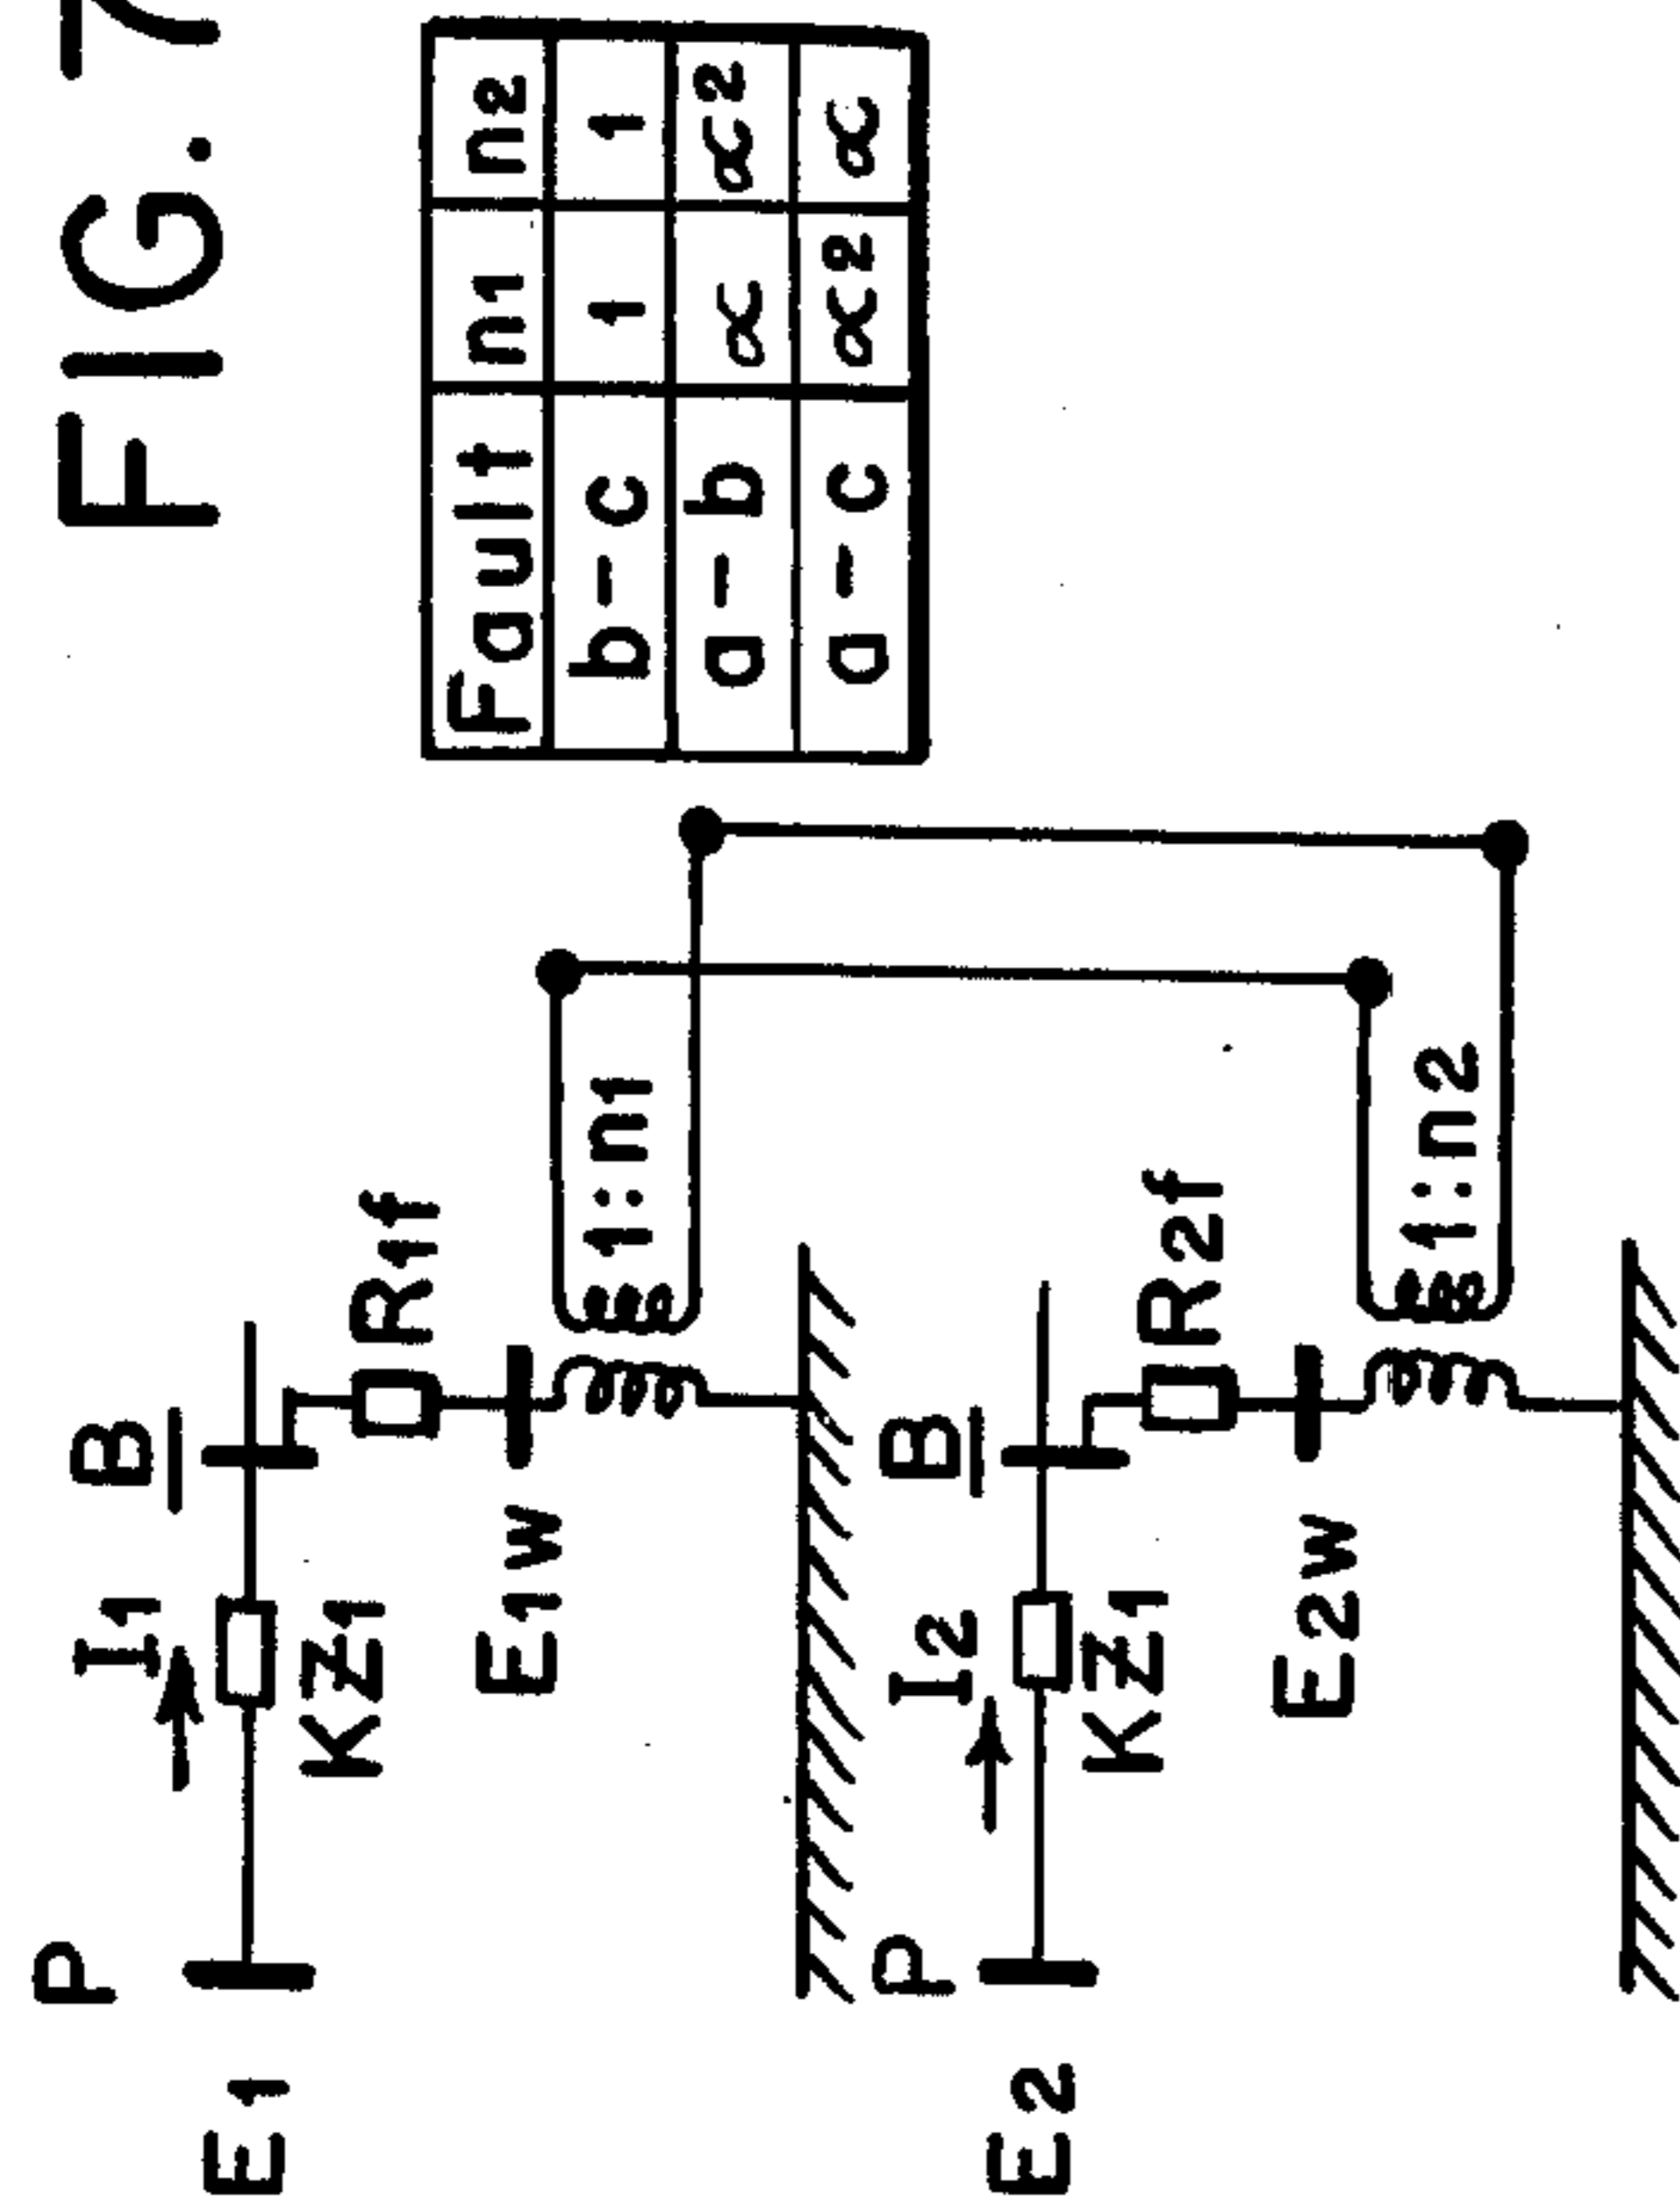 FIG. 7
Fault n1 n2
b-c 1 1
a-b α α²
a-c α² α
P I1 B
E1 KZ1 R1f
E1w 1:n1
P I2 B
E2 KZ1 R2f
E2w 1:n2